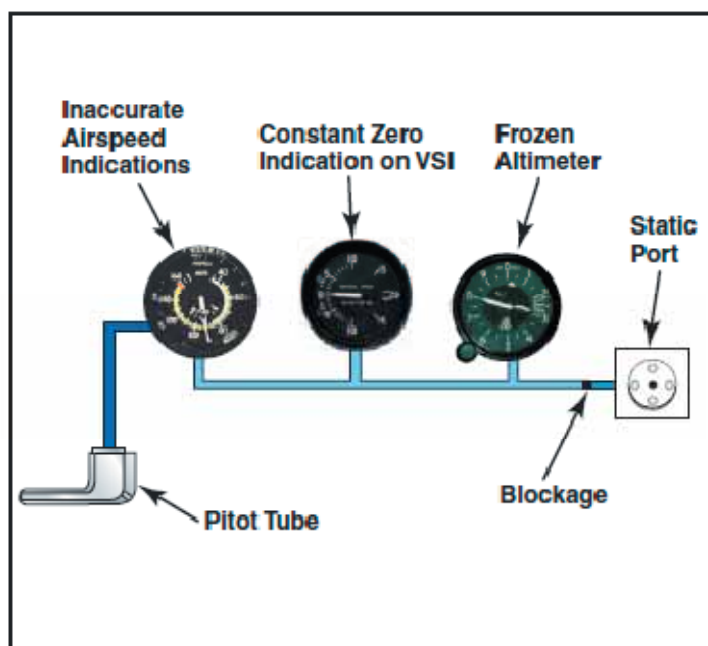 Inaccurate
Airspeed
Indications
Constant Zero
Indication on VSI
Frozen
Altimeter
Static
Port
Blockage
Pitot Tube